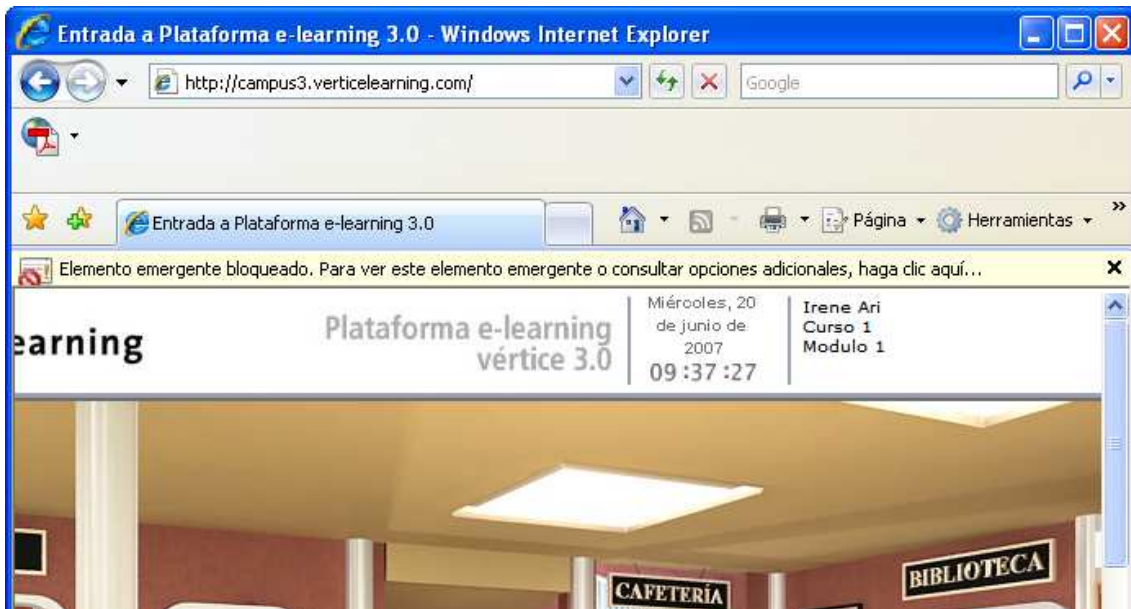 Entrada a Plataforma e-learning 3.0 - Windows Internet Explorer
http://campus3.verticelearning.com/
Google
Entrada a Plataforma e-learning 3.0
Página
Herramientas
Elemento emergente bloqueado. Para ver este elemento emergente o consultar opciones adicionales, haga clic aquí...
earning
Plataforma e-learning
vértice 3.0
Miércoles, 20
de junio de
2007
09 :37 :27
Irene Ari
Curso 1
Modulo 1
CAFETERÍA
BIBLIOTECA